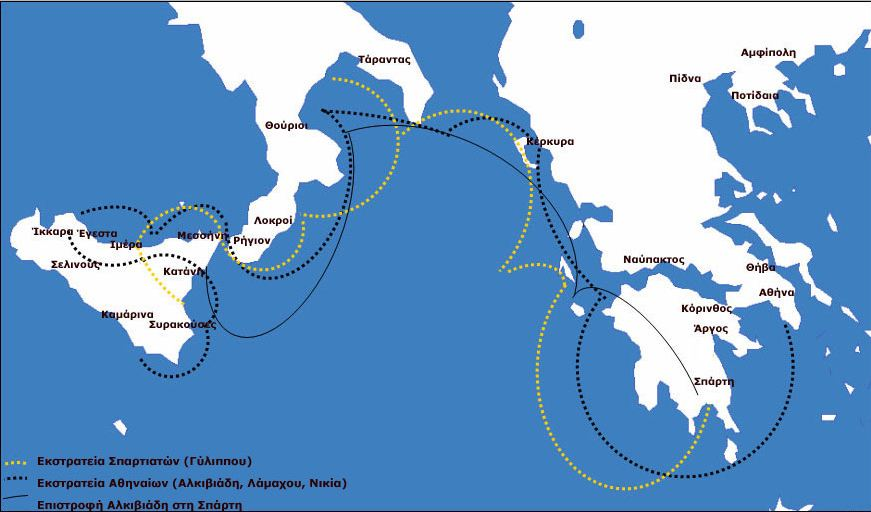 Αμφίπολη
Τάραντας
Πίδνα
Ποτίδαια
Θούριοι
Κέρκυρα
Λοκροί
Ίκκαρα
Έγεστα
Μεσσήνη
Ρήγιον
Ιμέρα
Ναύπακτος
Σελινούς
Θήβα
Κατάνη
Αθήνα
Κόρινθος
Καμάρινα
Συρακούσες
Άργος
Σπάρτη
Εκστρατεία Σπαρτιατών (Γύλιππου)
Εκστρατεία Αθηναίων (Αλκιβιάδη, Λάμαχου, Νικία)
Επιστροφή Αλκιβιάδη στη Σπάρτη